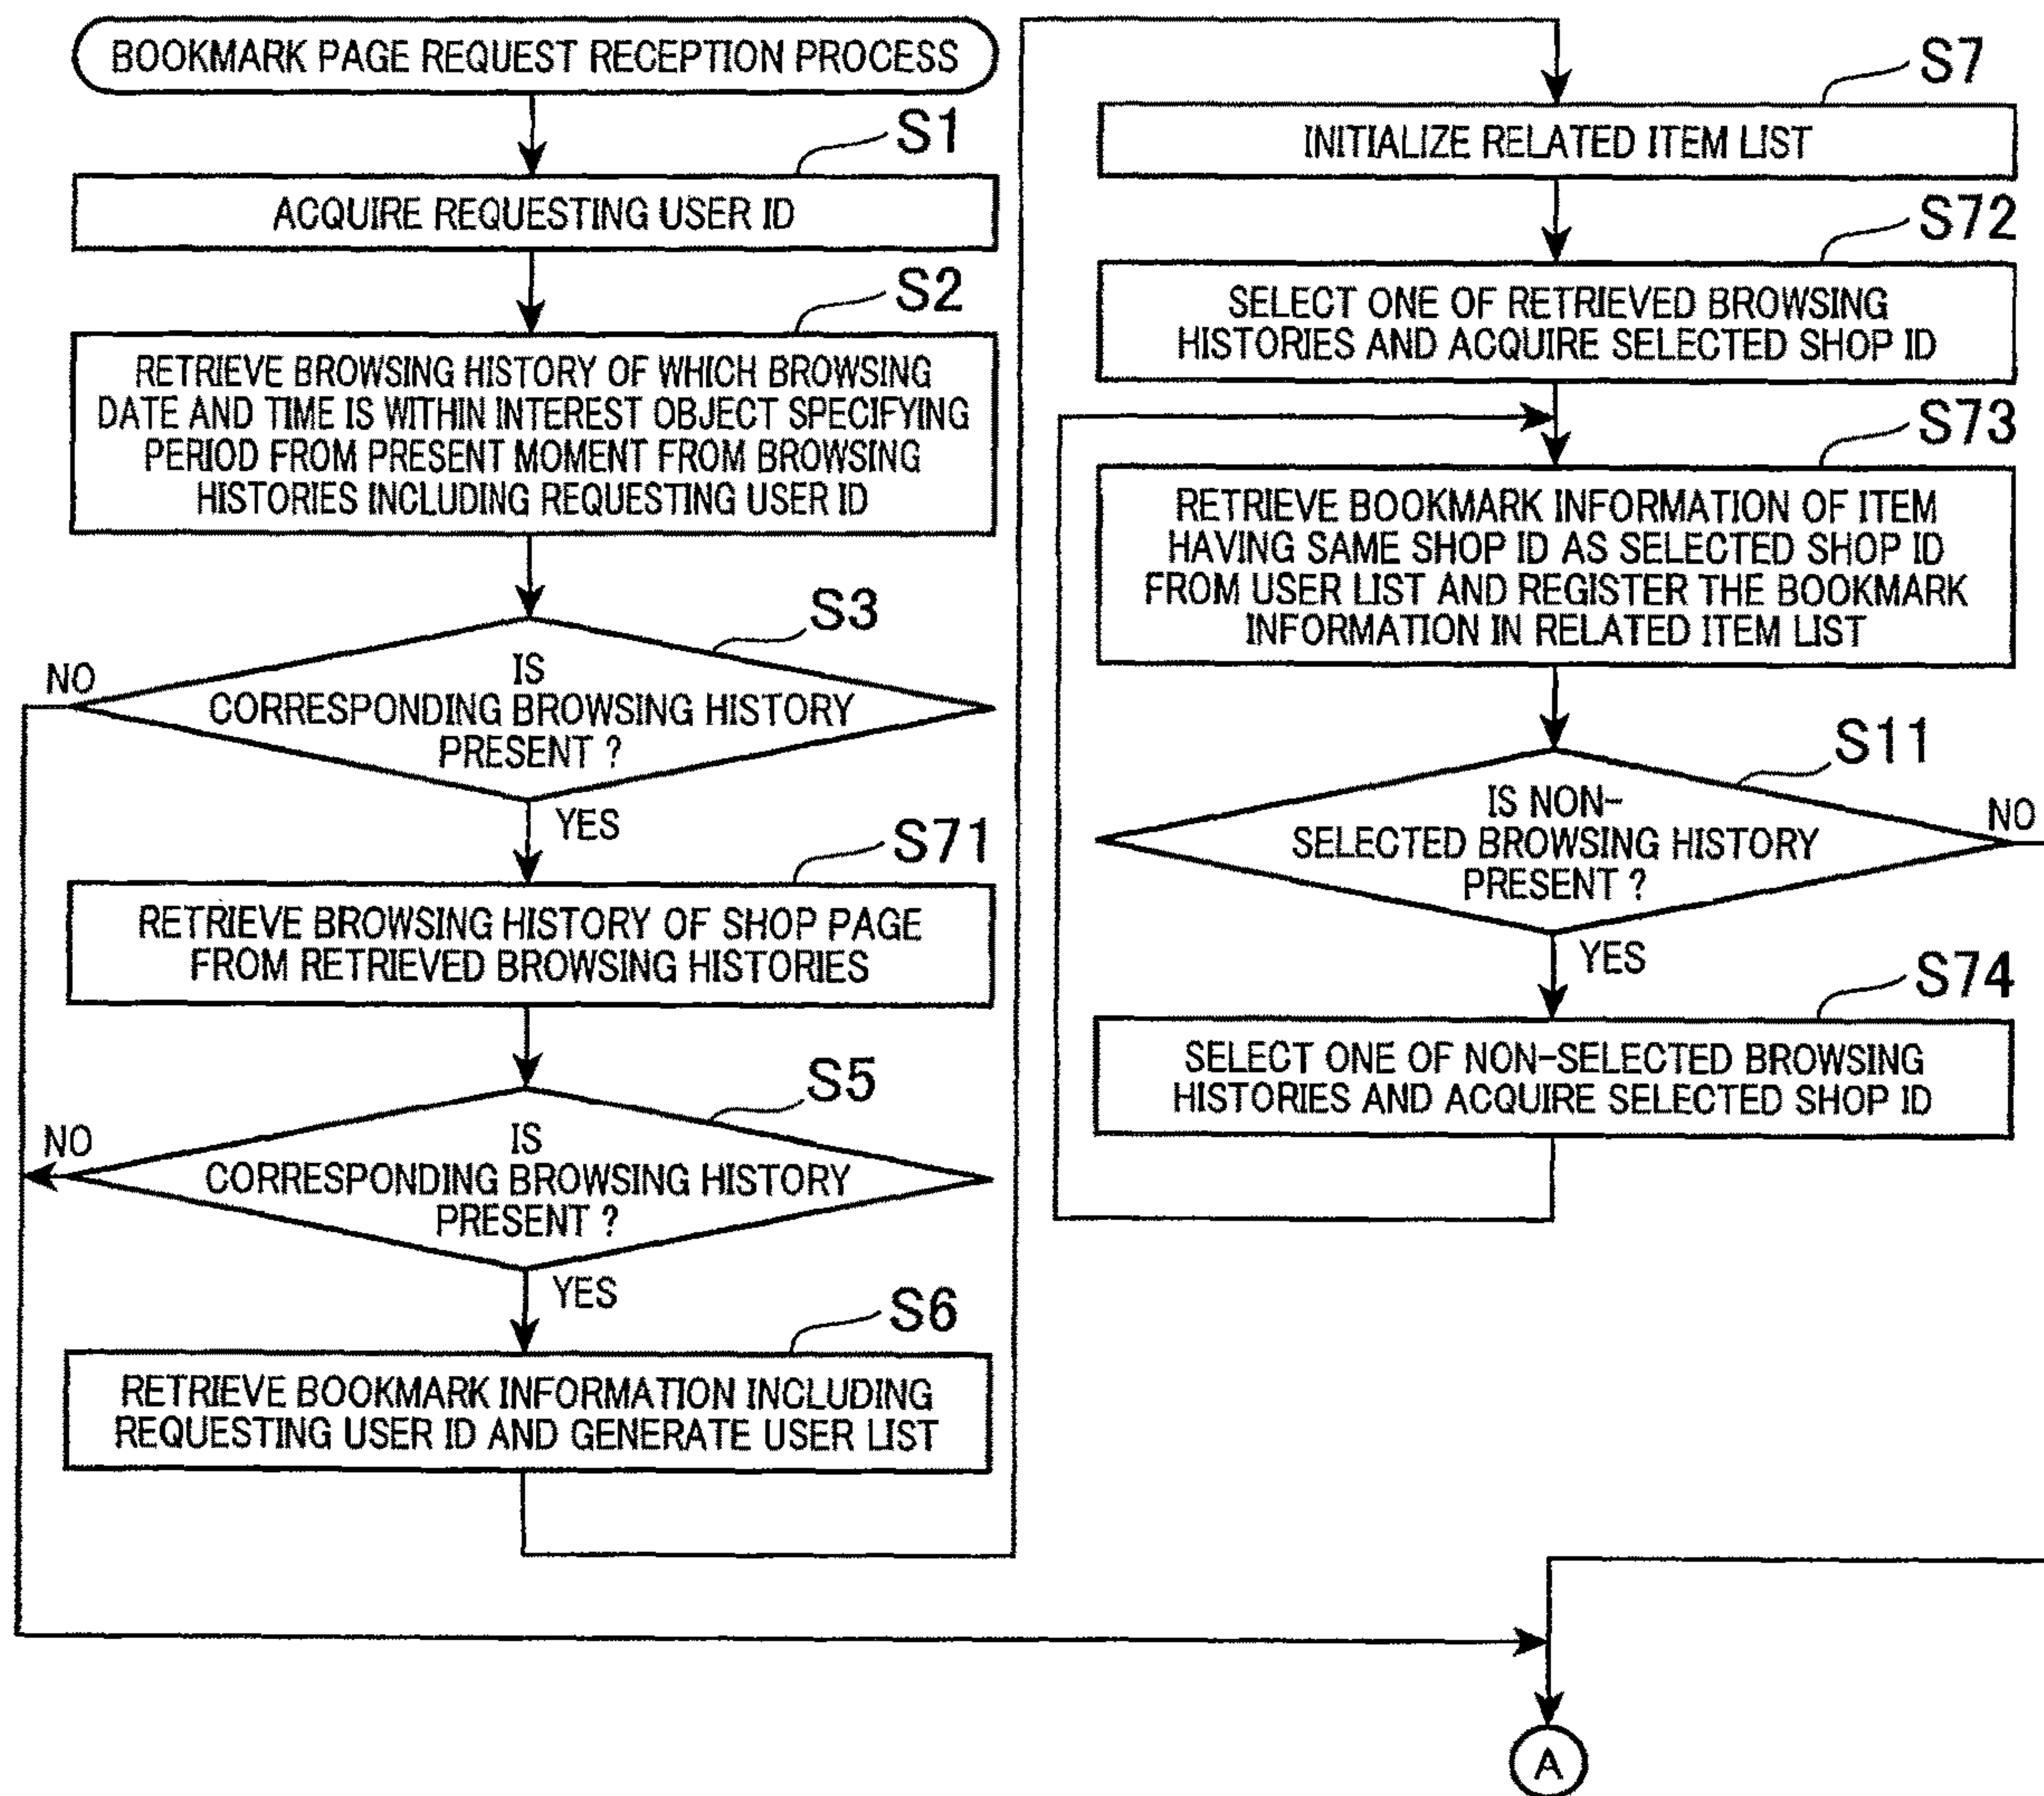 BOOKMARK PAGE REQUEST RECEPTION PROCESS
S1
ACQUIRE REQUESTING USER ID
S2
RETRIEVE BROWSING HISTORY OF WHICH BROWSING
DATE AND TIME IS WITHIN INTEREST OBJECT SPECIFYING
PERIOD FROM PRESENT MOMENT FROM BROWSING
HISTORIES INCLUDING REQUESTING USER ID
S3
IS
CORRESPONDING BROWSING HISTORY
PRESENT ?
NO
YES
S71
RETRIEVE BROWSING HISTORY OF SHOP PAGE
FROM RETRIEVED BROWSING HISTORIES
S5
IS
CORRESPONDING BROWSING HISTORY
PRESENT ?
NO
YES
S6
RETRIEVE BOOKMARK INFORMATION INCLUDING
REQUESTING USER ID AND GENERATE USER LIST
S7
INITIALIZE RELATED ITEM LIST
S72
SELECT ONE OF RETRIEVED BROWSING
HISTORIES AND ACQUIRE SELECTED SHOP ID
S73
RETRIEVE BOOKMARK INFORMATION OF ITEM
HAVING SAME SHOP ID AS SELECTED SHOP ID
FROM USER LIST AND REGISTER THE BOOKMARK
INFORMATION IN RELATED ITEM LIST
S11
IS NON-
SELECTED BROWSING HISTORY
PRESENT ?
NO
YES
S74
SELECT ONE OF NON-SELECTED BROWSING
HISTORIES AND ACQUIRE SELECTED SHOP ID
A